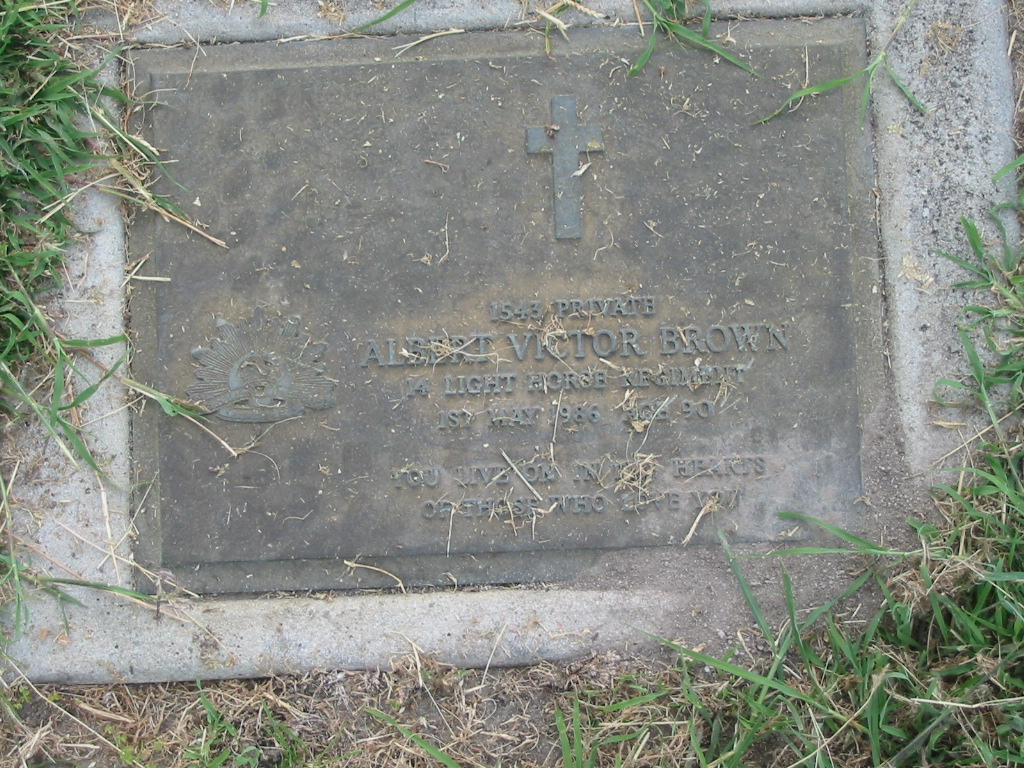 1543 PRIVATE
ALBERT VICTOR BROWN
14 LIGHT HORSE REGIMENT
1ST MAY 1986 AGE 90
YOU LIVE ON IN THE HEARTS
OF THOSE WHO LOVE YOU